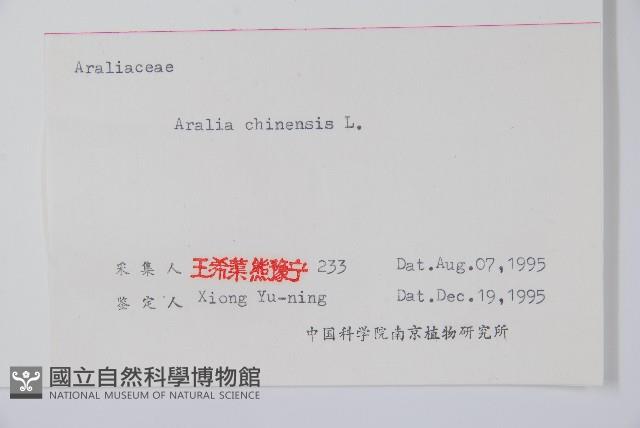 Araliaceae
Aralia chinensis L.
采集人 王希蕖 熊豫宁 233 Dat.Aug.07,1995
鉴定人 Xiong Yu-ning Dat.Dec.19,1995
中国科学院南京植物研究所
國立自然科學博物館
NATIONAL MUSEUM OF NATURAL SCIENCE